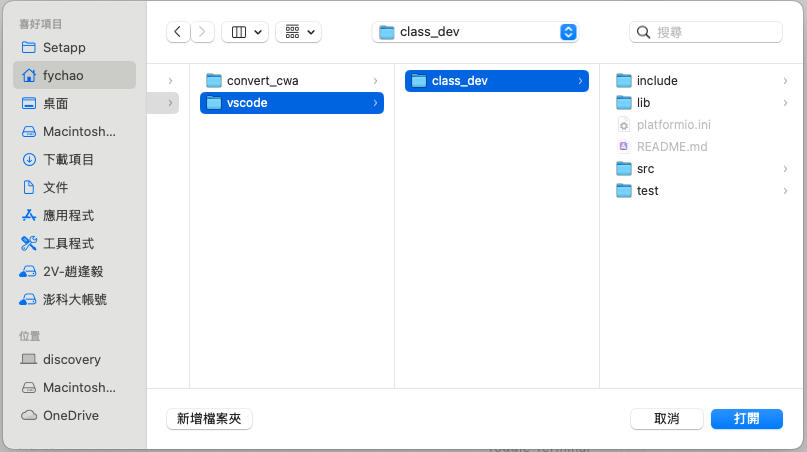 喜好項目
Setapp
fychao
桌面
Macintosh...
下載項目
文件
應用程式
工具程式
2V-趙逢毅
澎科大帳號
位置
discovery
Macintosh...
OneDrive
class_dev
搜尋
convert_cwa
vscode
class_dev
include
lib
platformio.ini
README.md
src
test
新增檔案夾
取消
打開